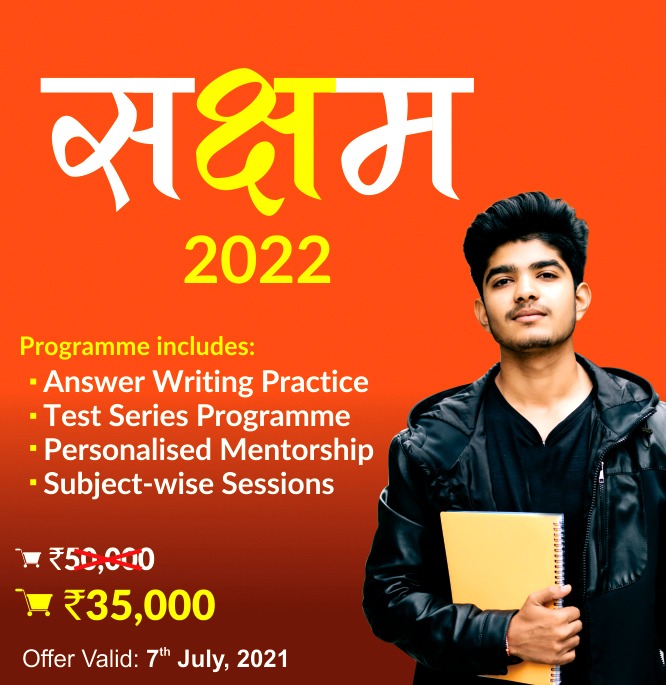 सक्षम
2022
Programme includes:
▪ Answer Writing Practice
▪ Test Series Programme
▪ Personalised Mentorship
▪ Subject-wise Sessions
₹50,000
₹35,000
Offer Valid: 7th July, 2021